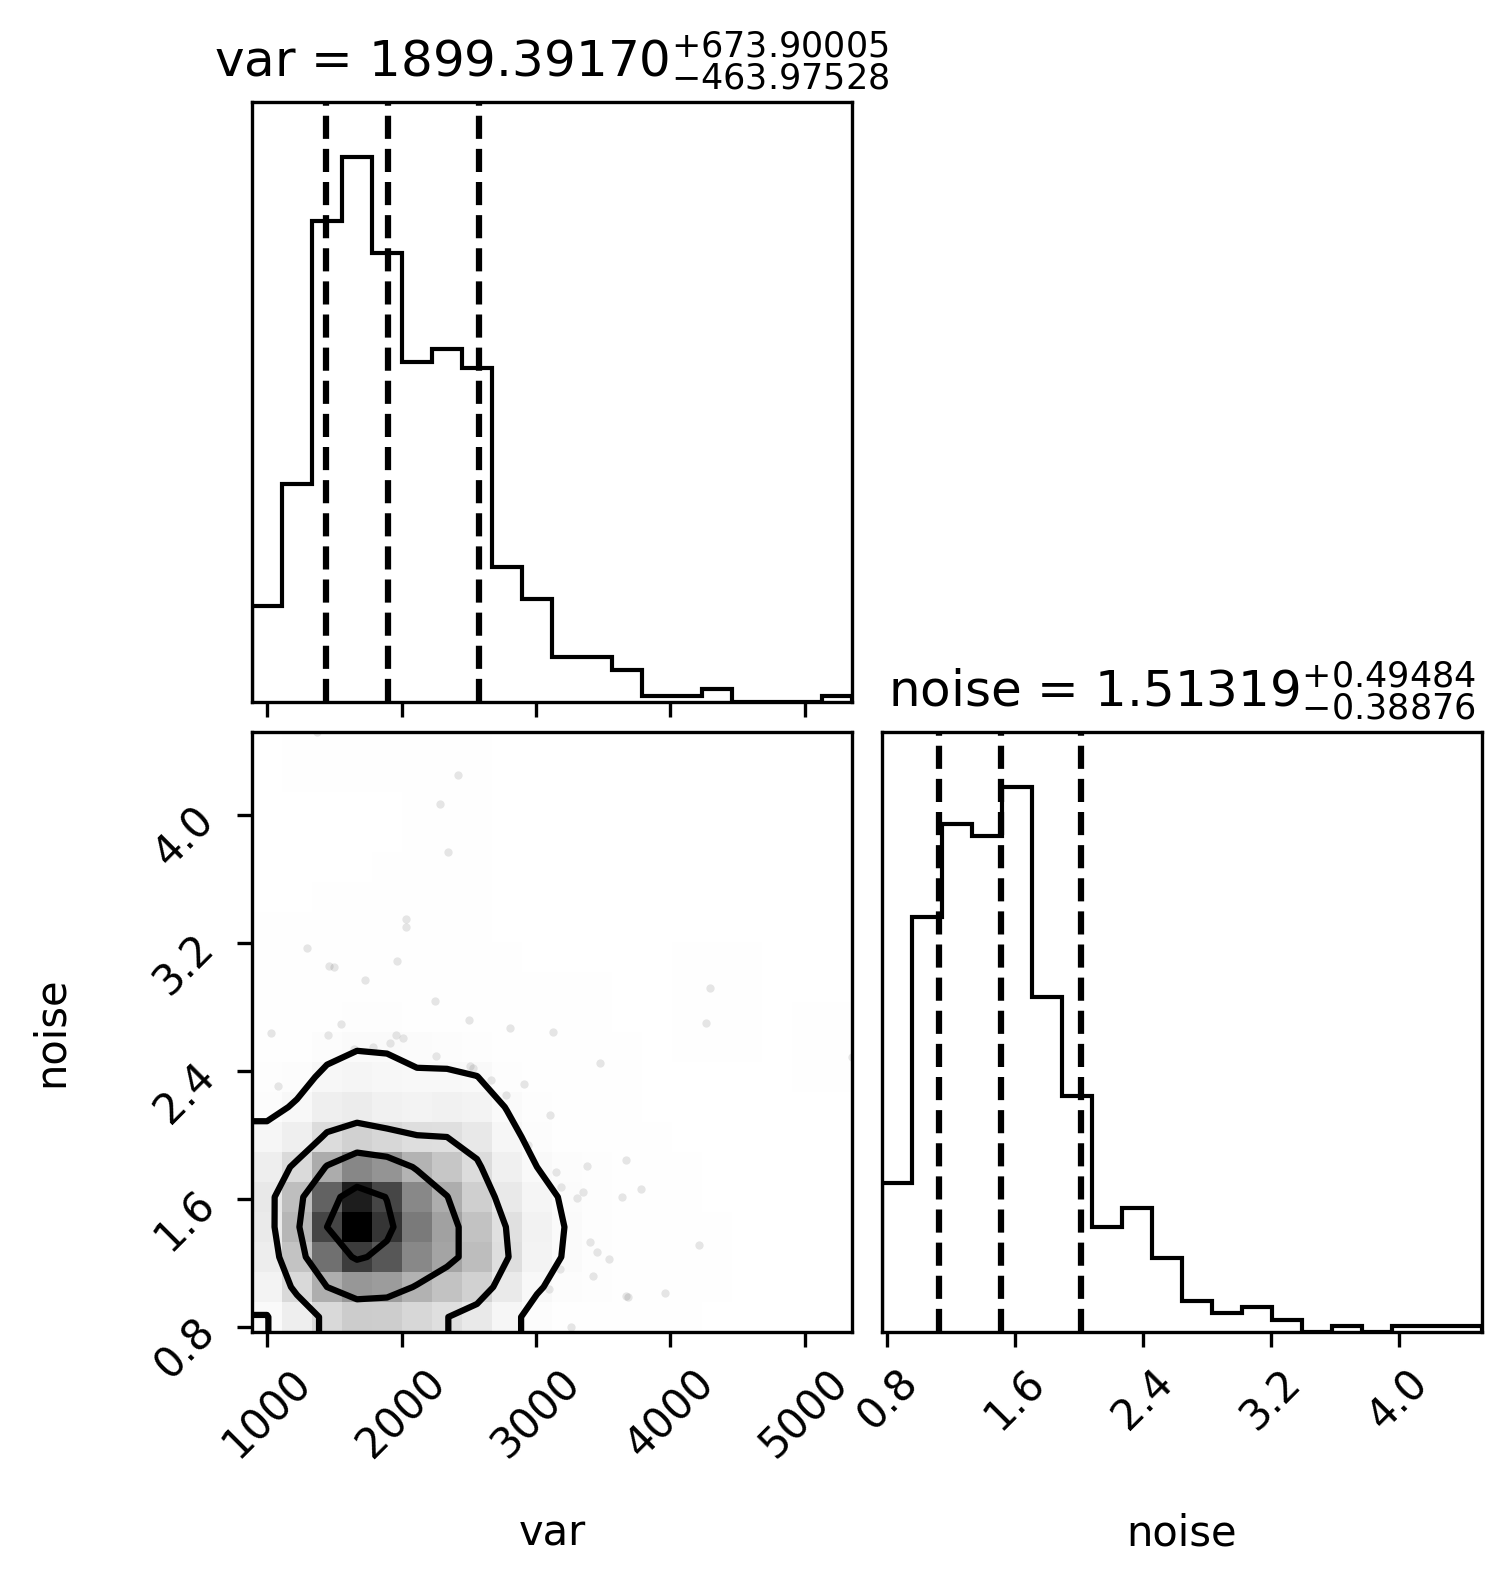 var = 1899.39170+673.90005−463.97528
noise = 1.51319+0.49484−0.38876
4.0
3.2
2.4
1.6
0.8
noise
1000 2000 3000 4000 5000
0.8 1.6 2.4 3.2 4.0
var
noise